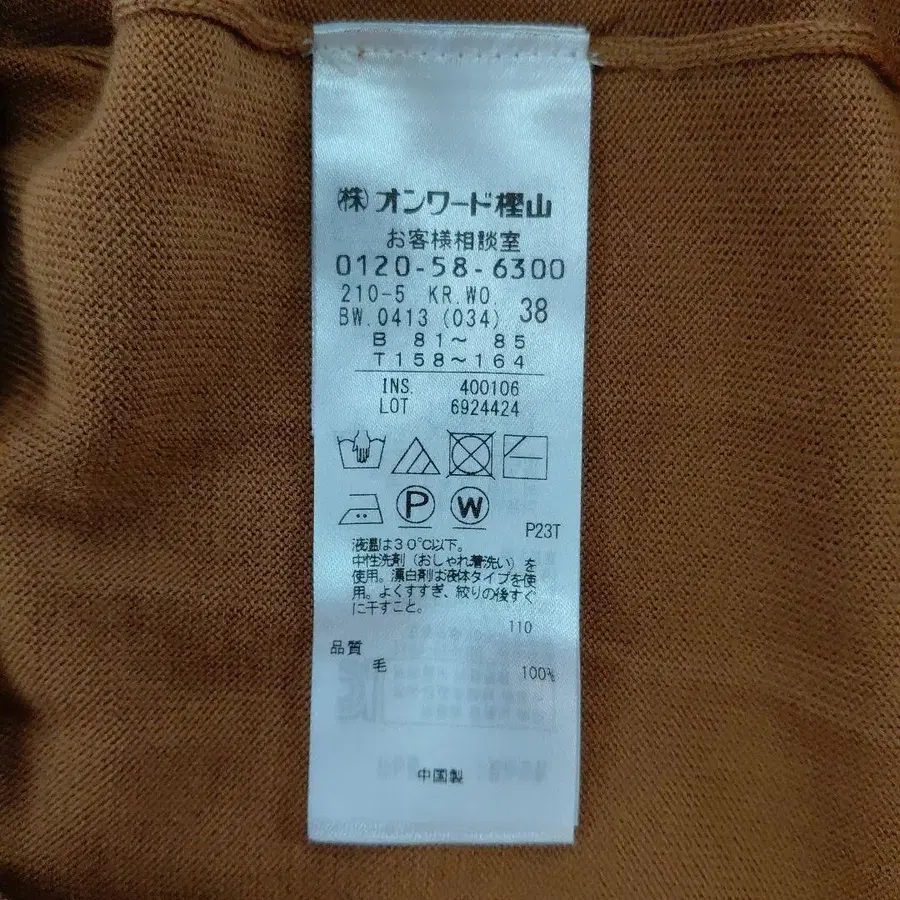 ㈱オンワード樫山
お客様相談室
0120-58-6300
210-5 KR.WO. 38
BW.0413 (034)
B 81～ 85
T158～164
INS. 400106
LOT 6924424
P W
P23T
液温は30℃以下。
中性洗剤（おしゃれ着洗い）を
使用。漂白剤は液体タイプを使
用。よくすすぎ、絞りの後すぐ
に干すこと。
110
品質
毛 100%
中国製